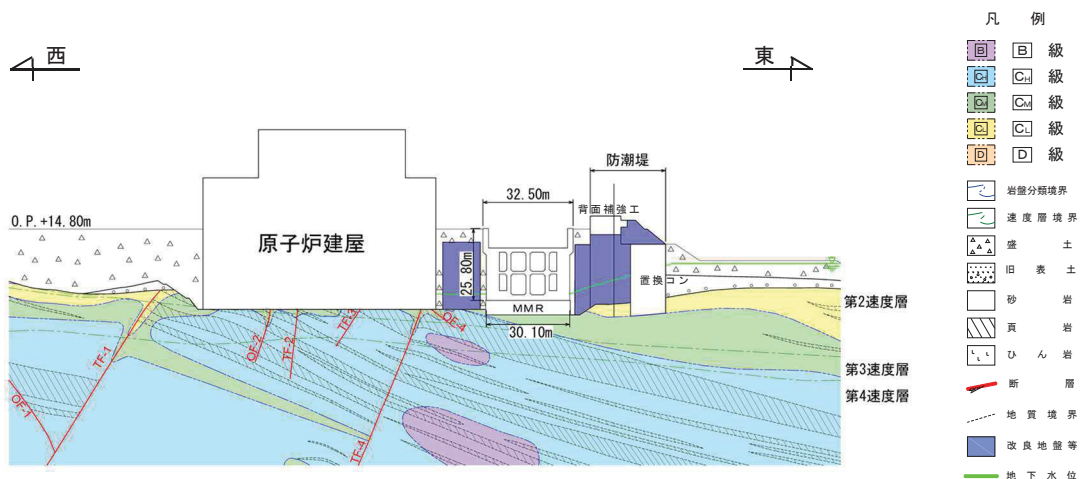 西
東
防潮堤
32.50m
背面補強工
O.P.+14.80m
原子炉建屋
25.80m
置換コン
MMR
30.10m
OF-4
TF-3
OF-2
TF-2
TF-1
OF-1
TF-4
第2速度層
第3速度層
第4速度層
凡 例
B B 級
CH CH 級
CM CM 級
CL CL 級
D D 級
岩盤分類境界
速度層境界
盛土
旧表土
砂岩
頁岩
ひん岩
断層
地質境界
改良地盤等
地下水位